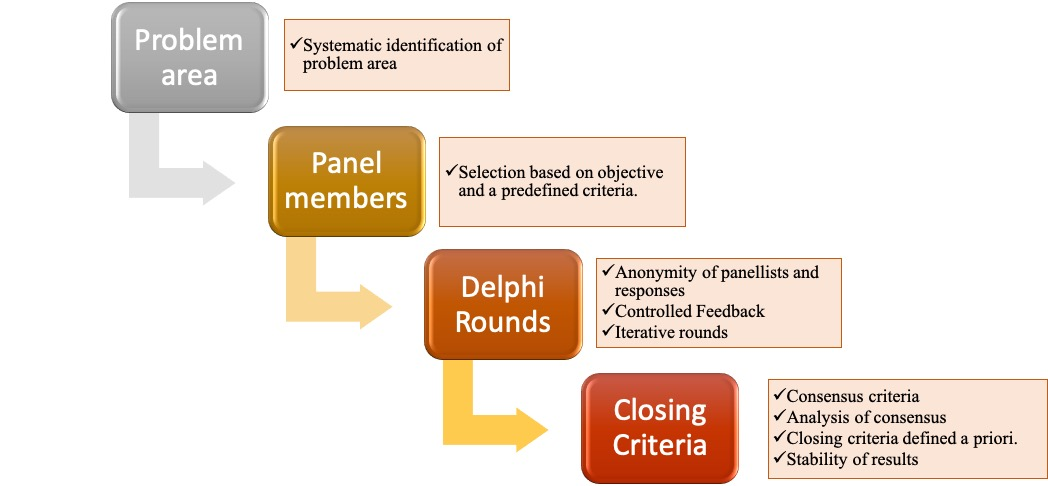 Problem
area
✓Systematic identification of
problem area
Panel
members
✓Selection based on objective
and a predefined criteria.
Delphi
Rounds
✓Anonymity of panellists and
responses
✓Controlled Feedback
✓Iterative rounds
Closing
Criteria
✓Consensus criteria
✓Analysis of consensus
✓Closing criteria defined a priori.
✓Stability of results